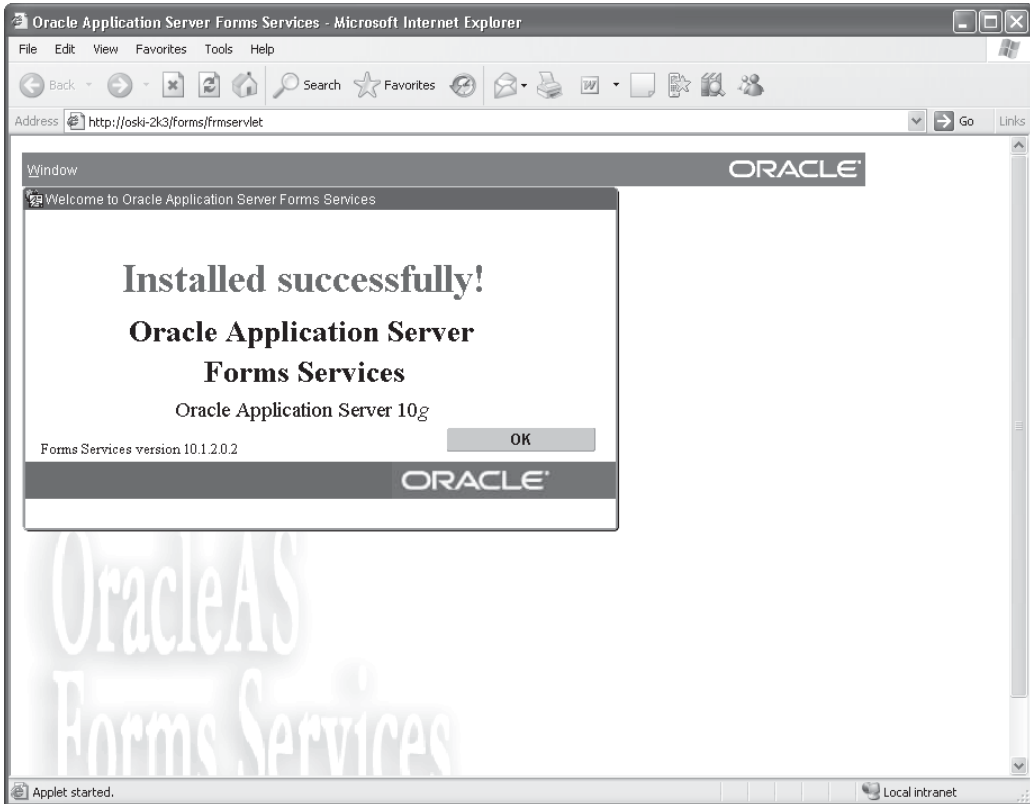 Oracle Application Server Forms Services - Microsoft Internet Explorer
File Edit View Favorites Tools Help
Back Search Favorites
Address http://oski-2k3/forms/frmservlet Go Links
Window ORACLE
Welcome to Oracle Application Server Forms Services
Installed successfully!
Oracle Application Server
Forms Services
Oracle Application Server 10g
OK
Forms Services version 10.1.2.0.2
ORACLE
OracleAS
Forms Services
Applet started. Local intranet